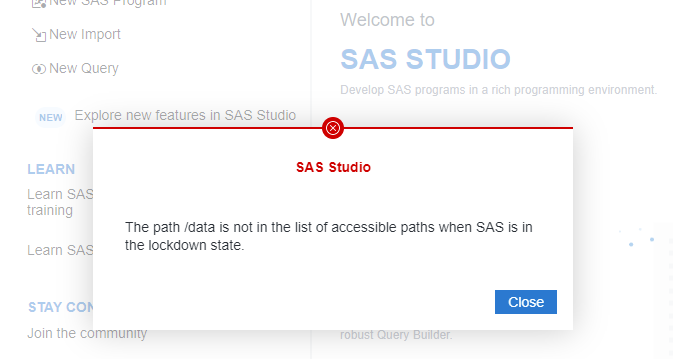 New SAS Program
New Import
New Query
NEW Explore new features in SAS Studio
LEARN
Learn SAS
training
Learn SAS
STAY CON
Join the community
Welcome to
SAS STUDIO
Develop SAS programs in a rich programming environment.
SAS Studio
The path /data is not in the list of accessible paths when SAS is in
the lockdown state.
Close
robust Query Builder.